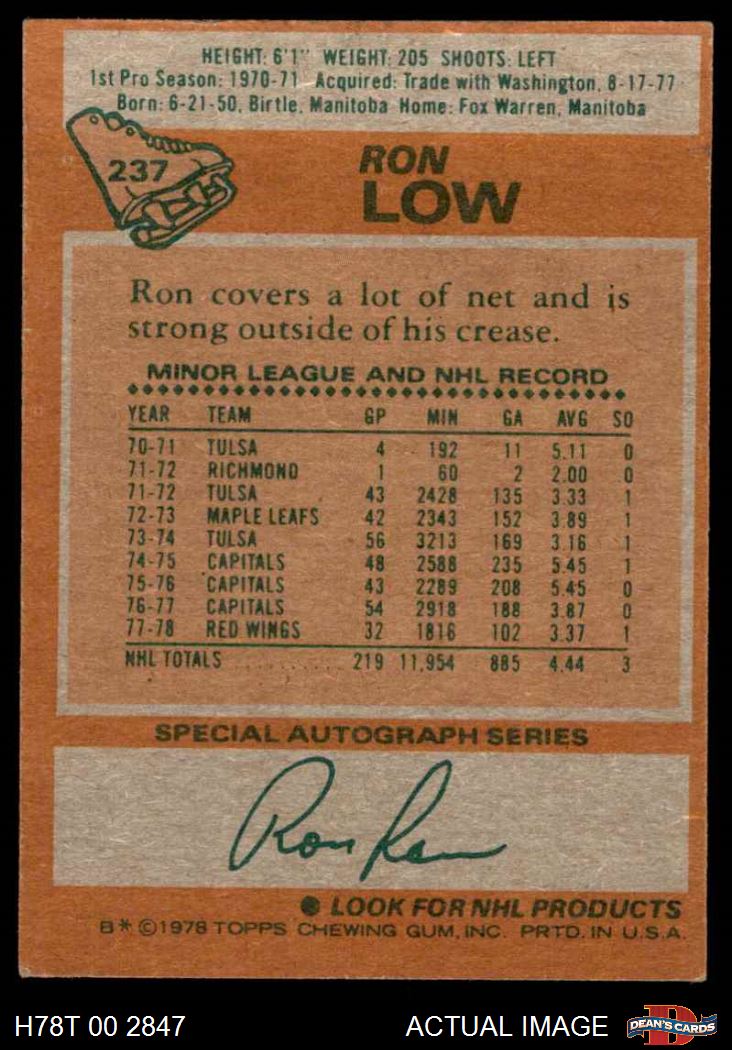 HEIGHT: 6'1" WEIGHT: 205 SHOOTS: LEFT
1st Pro Season: 1970-71 Acquired: Trade with Washington, 8-17-77
Born: 6-21-50, Birtle, Manitoba Home: Fox Warren, Manitoba
237
RON
LOW
Ron covers a lot of net and is
strong outside of his crease.
MINOR LEAGUE AND NHL RECORD
YEAR TEAM GP MIN GA AVG SO
70-71 TULSA 4 192 11 5.11 0
71-72 RICHMOND 1 60 2 2.00 0
71-72 TULSA 43 2428 135 3.33 1
72-73 MAPLE LEAFS 42 2343 152 3.89 1
73-74 TULSA 56 3213 169 3.16 1
74-75 CAPITALS 48 2588 235 5.45 1
75-76 CAPITALS 43 2289 208 5.45 0
76-77 CAPITALS 54 2918 188 3.87 0
77-78 RED WINGS 32 1816 102 3.37 1
NHL TOTALS .......... 219 11,954 885 4.44 3
SPECIAL AUTOGRAPH SERIES
Ron Low
● LOOK FOR NHL PRODUCTS
B* ©1978 TOPPS CHEWING GUM, INC. PRTD. IN U.S.A.
H78T 00 2847 ACTUAL IMAGE D DEAN'S CARDS